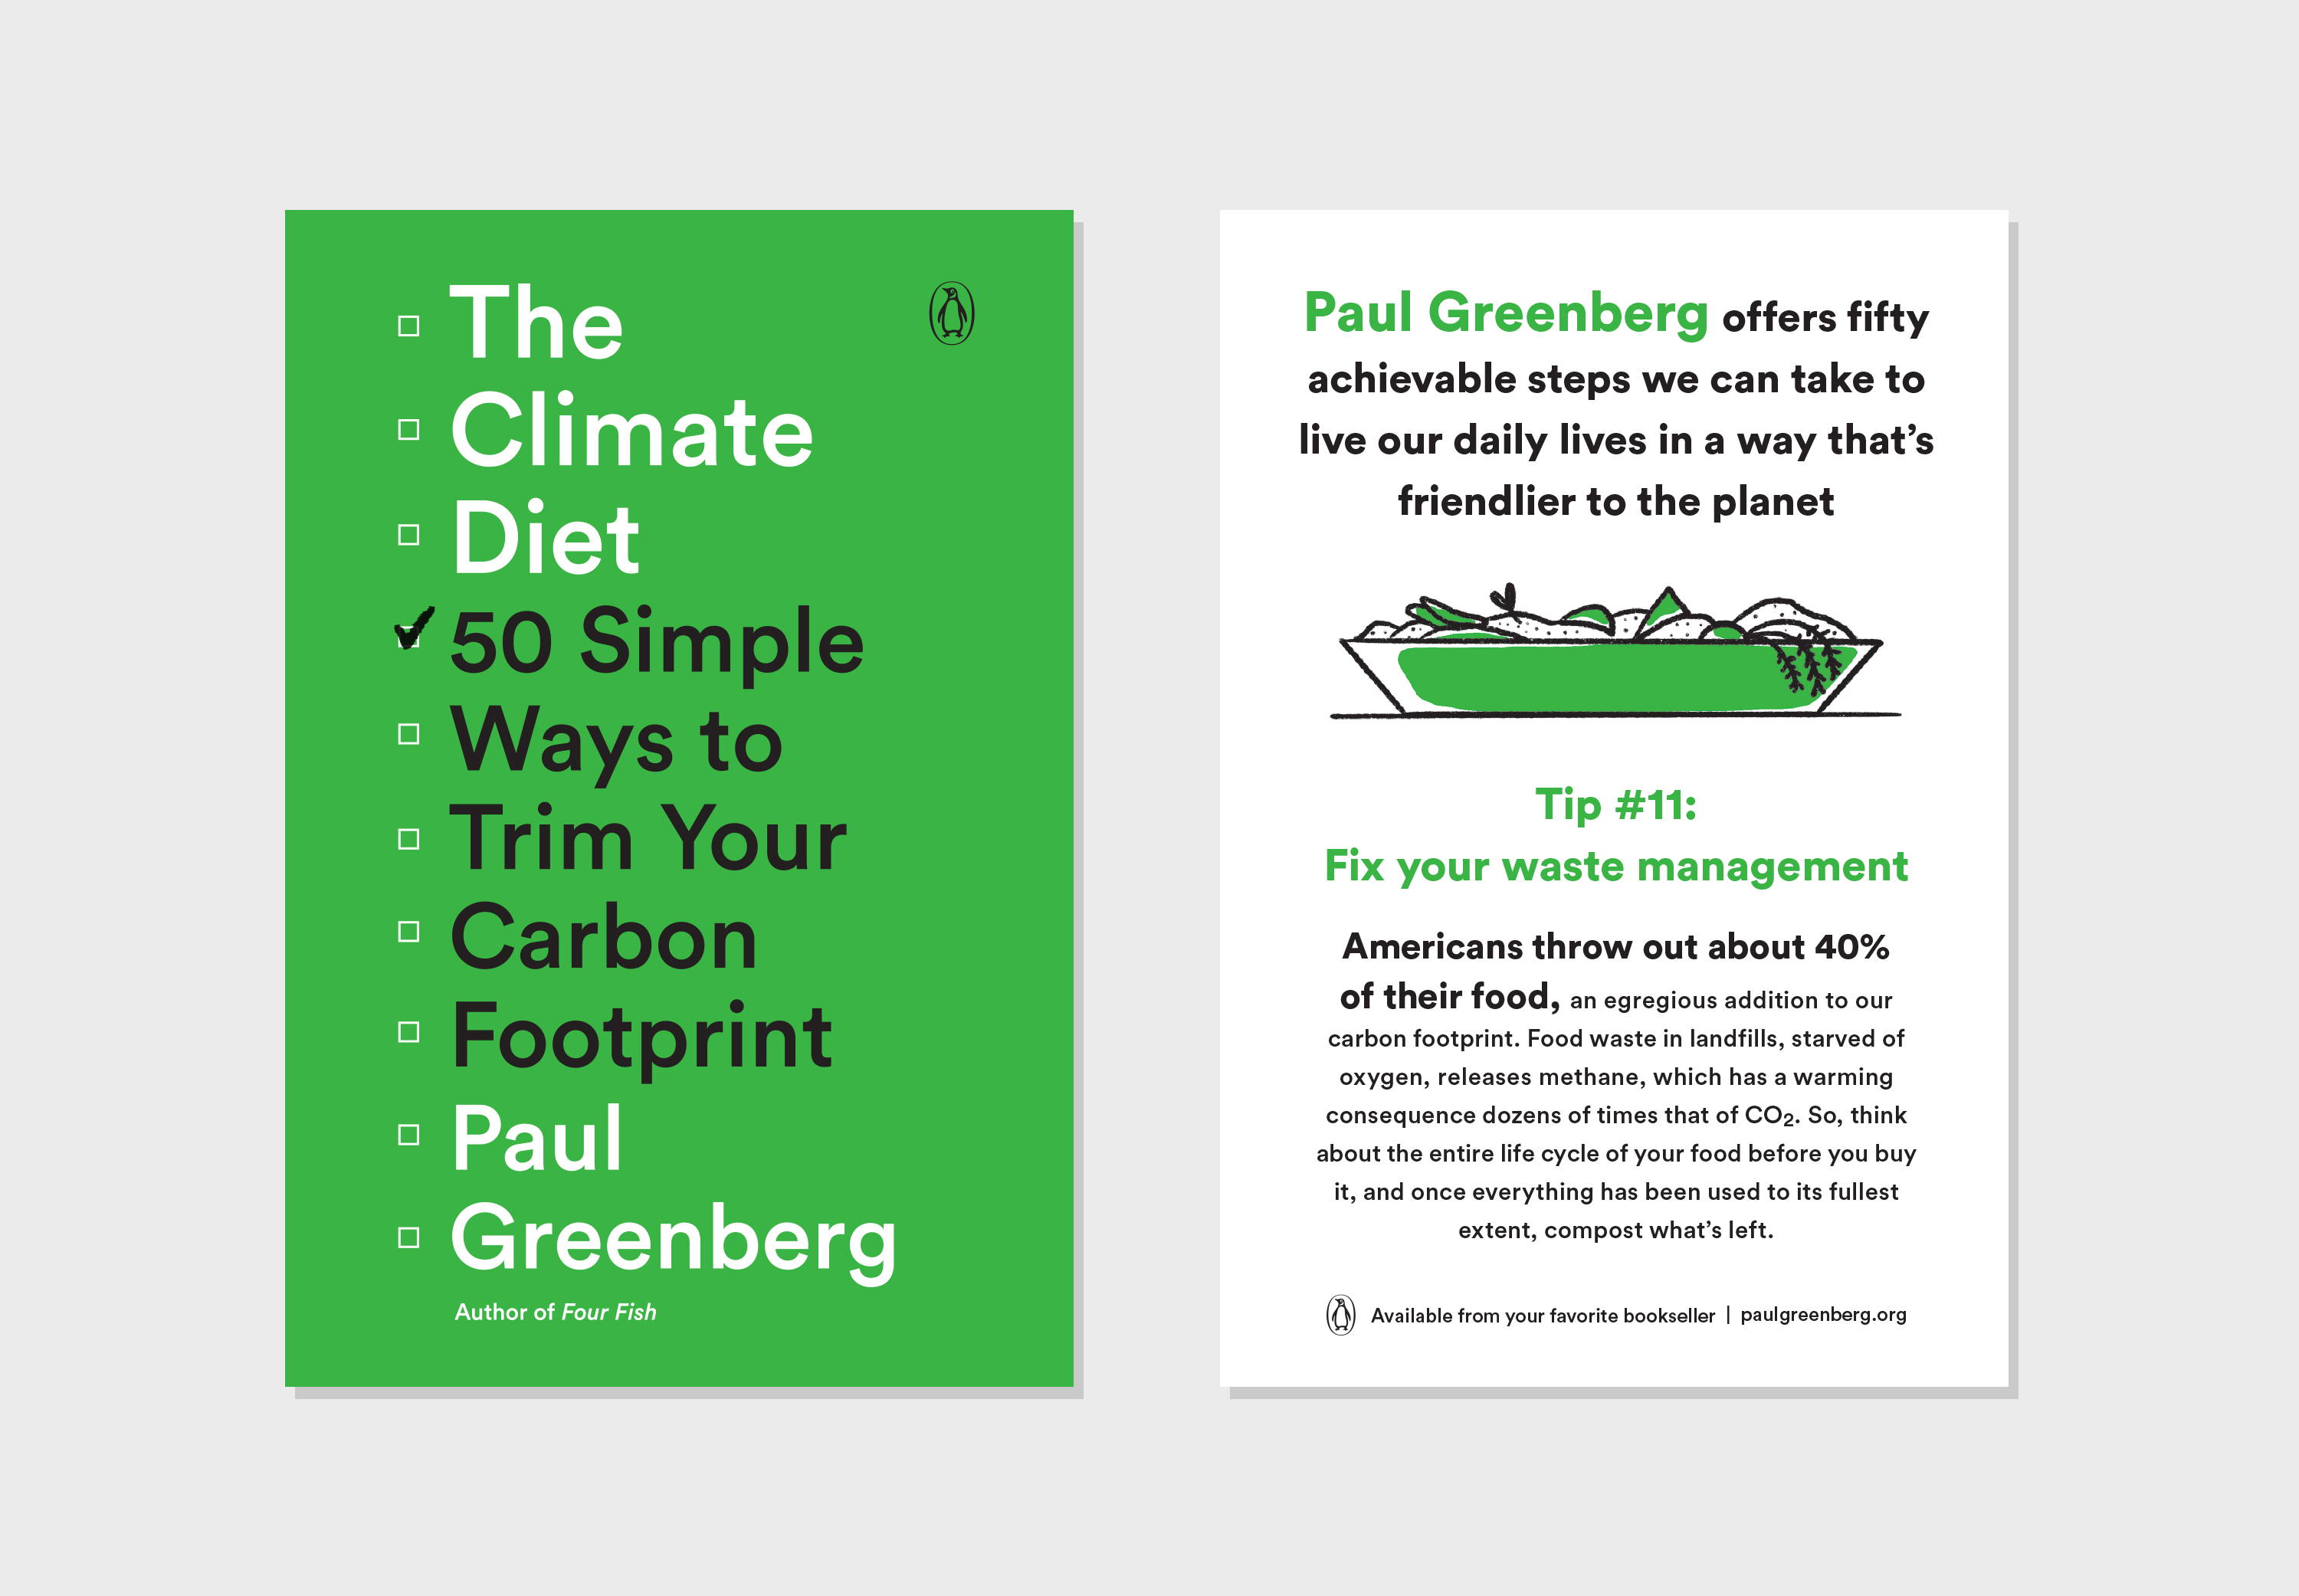 The
Climate
Diet
50 Simple
Ways to
Trim Your
Carbon
Footprint
Paul
Greenberg
Author of Four Fish
Paul Greenberg offers fifty
achievable steps we can take to
live our daily lives in a way that’s
friendlier to the planet
Tip #11:
Fix your waste management
Americans throw out about 40%
of their food, an egregious addition to our
carbon footprint. Food waste in landfills, starved of
oxygen, releases methane, which has a warming
consequence dozens of times that of CO₂. So, think
about the entire life cycle of your food before you buy
it, and once everything has been used to its fullest
extent, compost what’s left.
Available from your favorite bookseller | paulgreenberg.org